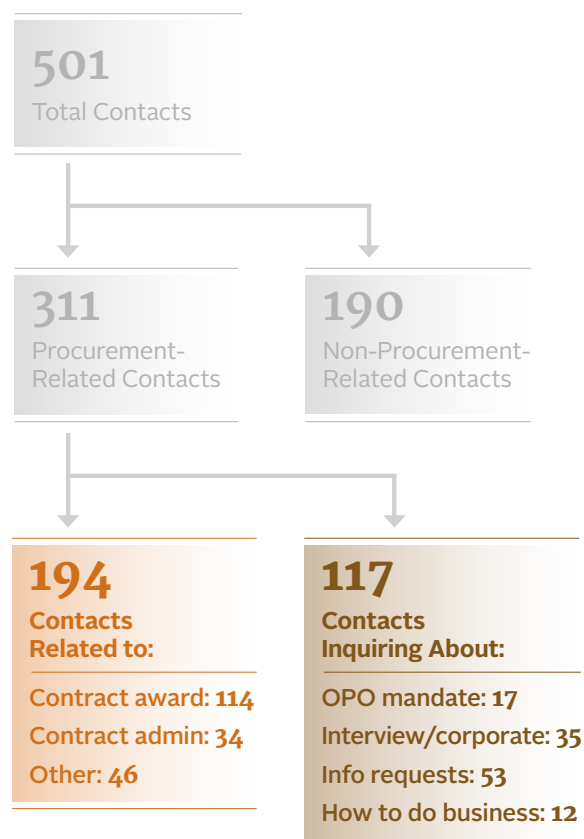 501
Total Contacts
311
Procurement-
Related Contacts
190
Non-Procurement-
Related Contacts
194
Contacts
Related to:
Contract award: 114
Contract admin: 34
Other: 46
117
Contacts
Inquiring About:
OPO mandate: 17
Interview/corporate: 35
Info requests: 53
How to do business: 12